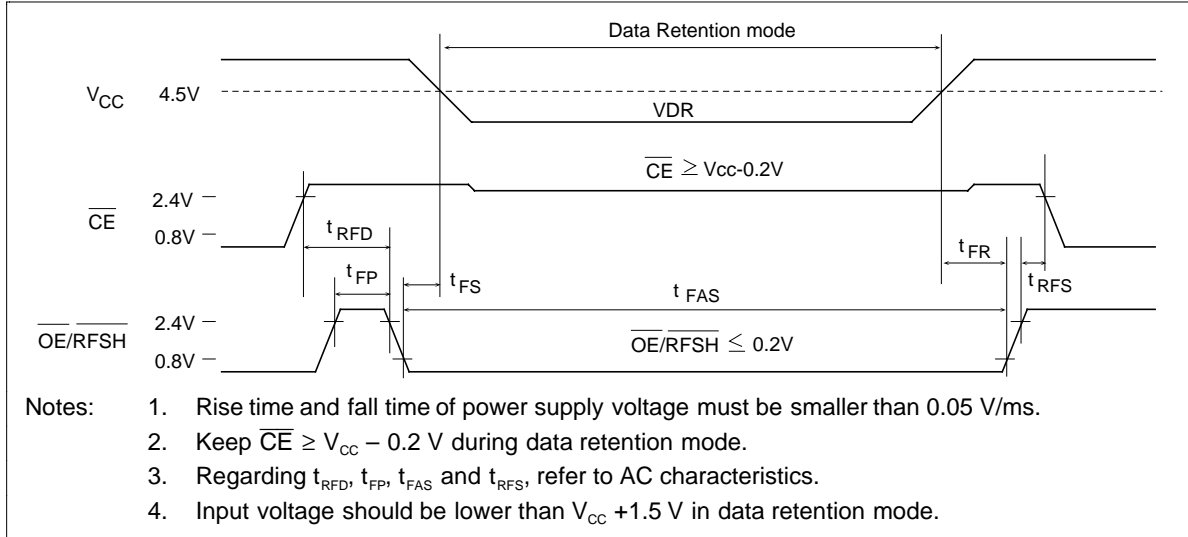 Data Retention mode
VCC 4.5V
VDR
CE ≥ Vcc-0.2V
2.4V
CE
0.8V
tRFD
tFR
tFP
tFS
tFAS
tRFS
2.4V
OE/RFSH
OE/RFSH ≤ 0.2V
0.8V
Notes: 1. Rise time and fall time of power supply voltage must be smaller than 0.05 V/ms.
2. Keep CE ≥ VCC – 0.2 V during data retention mode.
3. Regarding tRFD, tFP, tFAS and tRFS, refer to AC characteristics.
4. Input voltage should be lower than VCC +1.5 V in data retention mode.